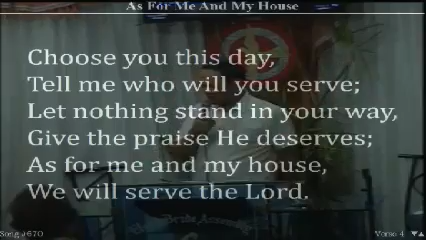 As For Me And My House
Choose you this day,
Tell me who will you serve;
Let nothing stand in your way,
Give the praise He deserves;
As for me and my house,
We will serve the Lord.
Song #670
Verse 4